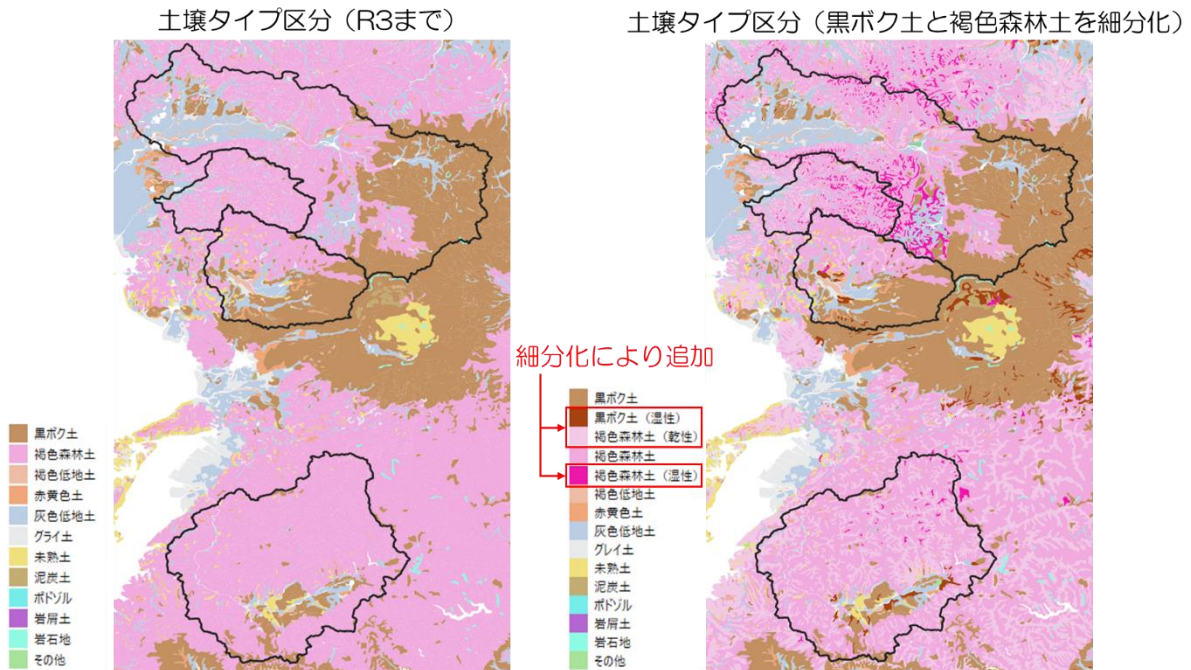 土壌タイプ区分（R3まで）
黒ボク土
褐色森林土
褐色低地土
赤黄色土
灰色低地土
グライ土
未熟土
泥炭土
ポドゾル
岩屑土
岩石地
その他
土壌タイプ区分（黒ボク土と褐色森林土を細分化）
細分化により追加
黒ボク土
黒ボク土（湿性）
褐色森林土（乾性）
褐色森林土
褐色森林土（湿性）
褐色低地土
赤黄色土
灰色低地土
グレイ土
未熟土
泥炭土
ポドゾル
岩屑土
岩石地
その他